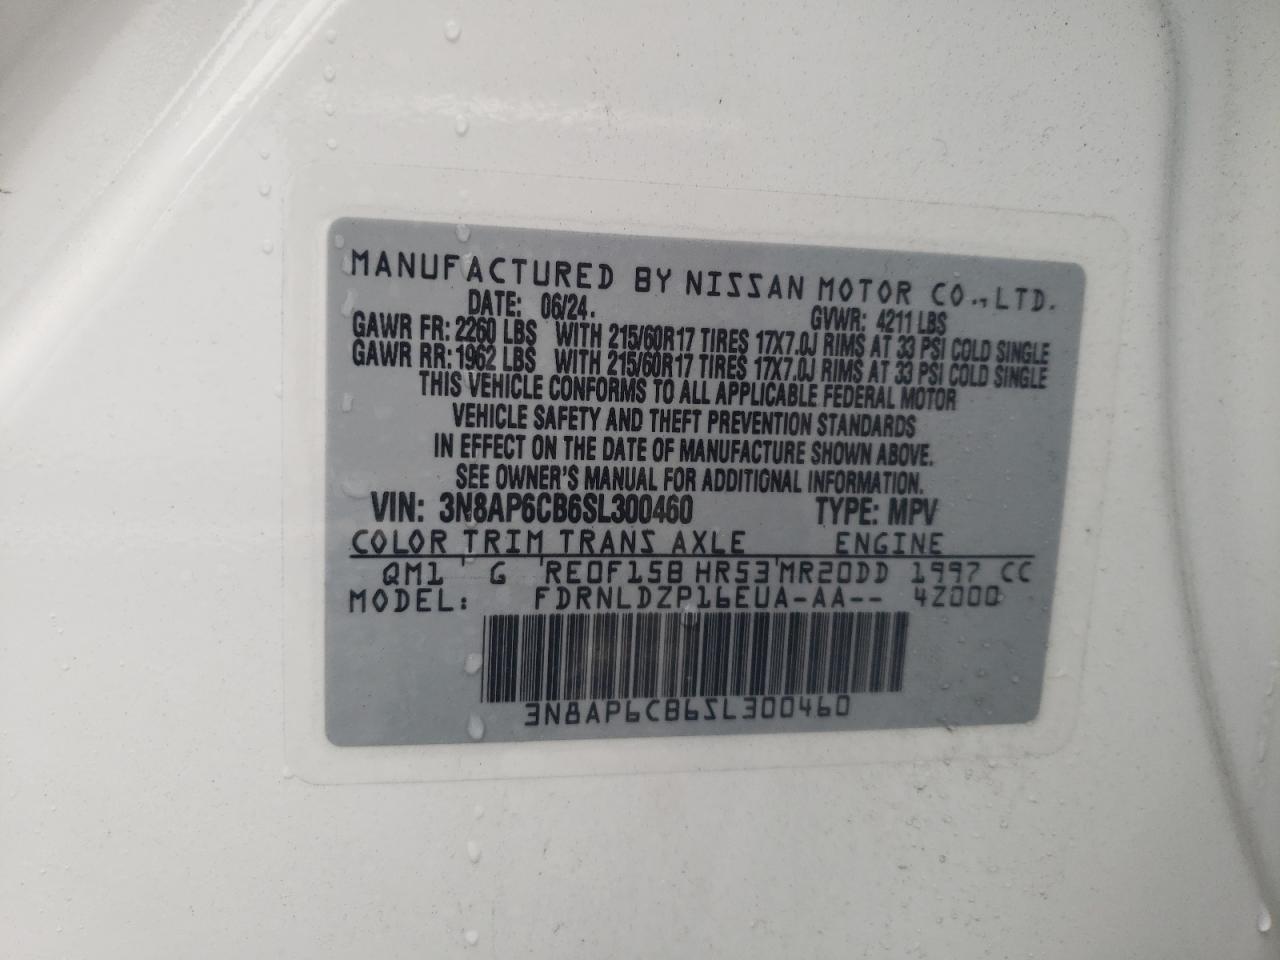 MANUFACTURED BY NISSAN MOTOR CO., LTD.
DATE: 06/24. GVWR: 4211 LBS
GAWR FR: 2260 LBS WITH 215/60R17 TIRES 17X7.0J RIMS AT 33 PSI COLD SINGLE
GAWR RR: 1962 LBS WITH 215/60R17 TIRES 17X7.0J RIMS AT 33 PSI COLD SINGLE
THIS VEHICLE CONFORMS TO ALL APPLICABLE FEDERAL MOTOR
VEHICLE SAFETY AND THEFT PREVENTION STANDARDS
IN EFFECT ON THE DATE OF MANUFACTURE SHOWN ABOVE.
SEE OWNER'S MANUAL FOR ADDITIONAL INFORMATION.
VIN: 3N8AP6CB6SL300460 TYPE: MPV
COLOR TRIM TRANS AXLE ENGINE
QM1 G RE0F15B HR53 MR20DD 1997 CC
MODEL: FDRNLDZP16EUA-AA-- 4Z000
3N8AP6CB6SL300460